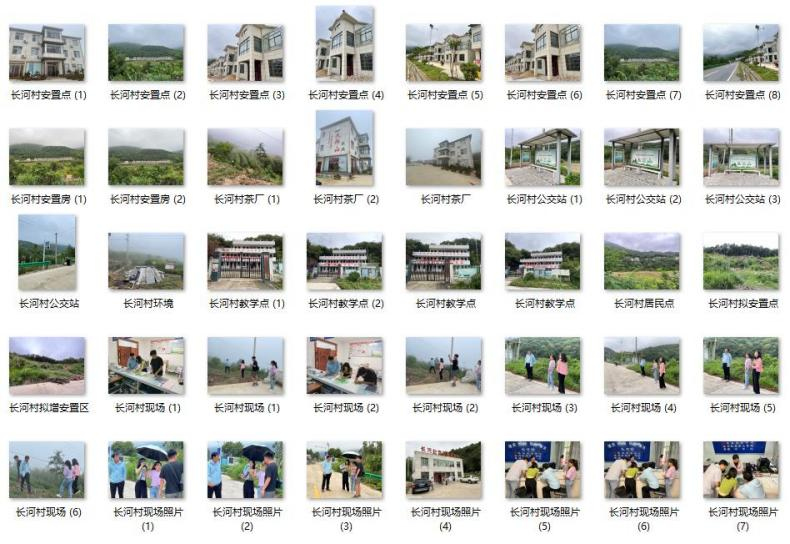 长河村安置点 (1)
长河村安置点 (2)
长河村安置点 (3)
长河村安置点 (4)
长河村安置点 (5)
长河村安置点 (6)
长河村安置点 (7)
长河村安置点 (8)
长河村安置房 (1)
长河村安置房 (2)
长河村茶厂 (1)
长河村茶厂 (2)
长河村茶厂
长河村公交站 (1)
长河村公交站 (2)
长河村公交站 (3)
长河村公交站
长河村环境
长河村教学点 (1)
长河村教学点 (2)
长河村教学点
长河村教学点
长河村居民点
长河村拟安置点
长河村拟增安置区
长河村现场 (1)
长河村现场 (1)
长河村现场 (2)
长河村现场 (2)
长河村现场 (3)
长河村现场 (4)
长河村现场 (5)
长河村现场 (6)
长河村现场照片
(1)
长河村现场照片
(2)
长河村现场照片
(3)
长河村现场照片
(4)
长河村现场照片
(5)
长河村现场照片
(6)
长河村现场照片
(7)